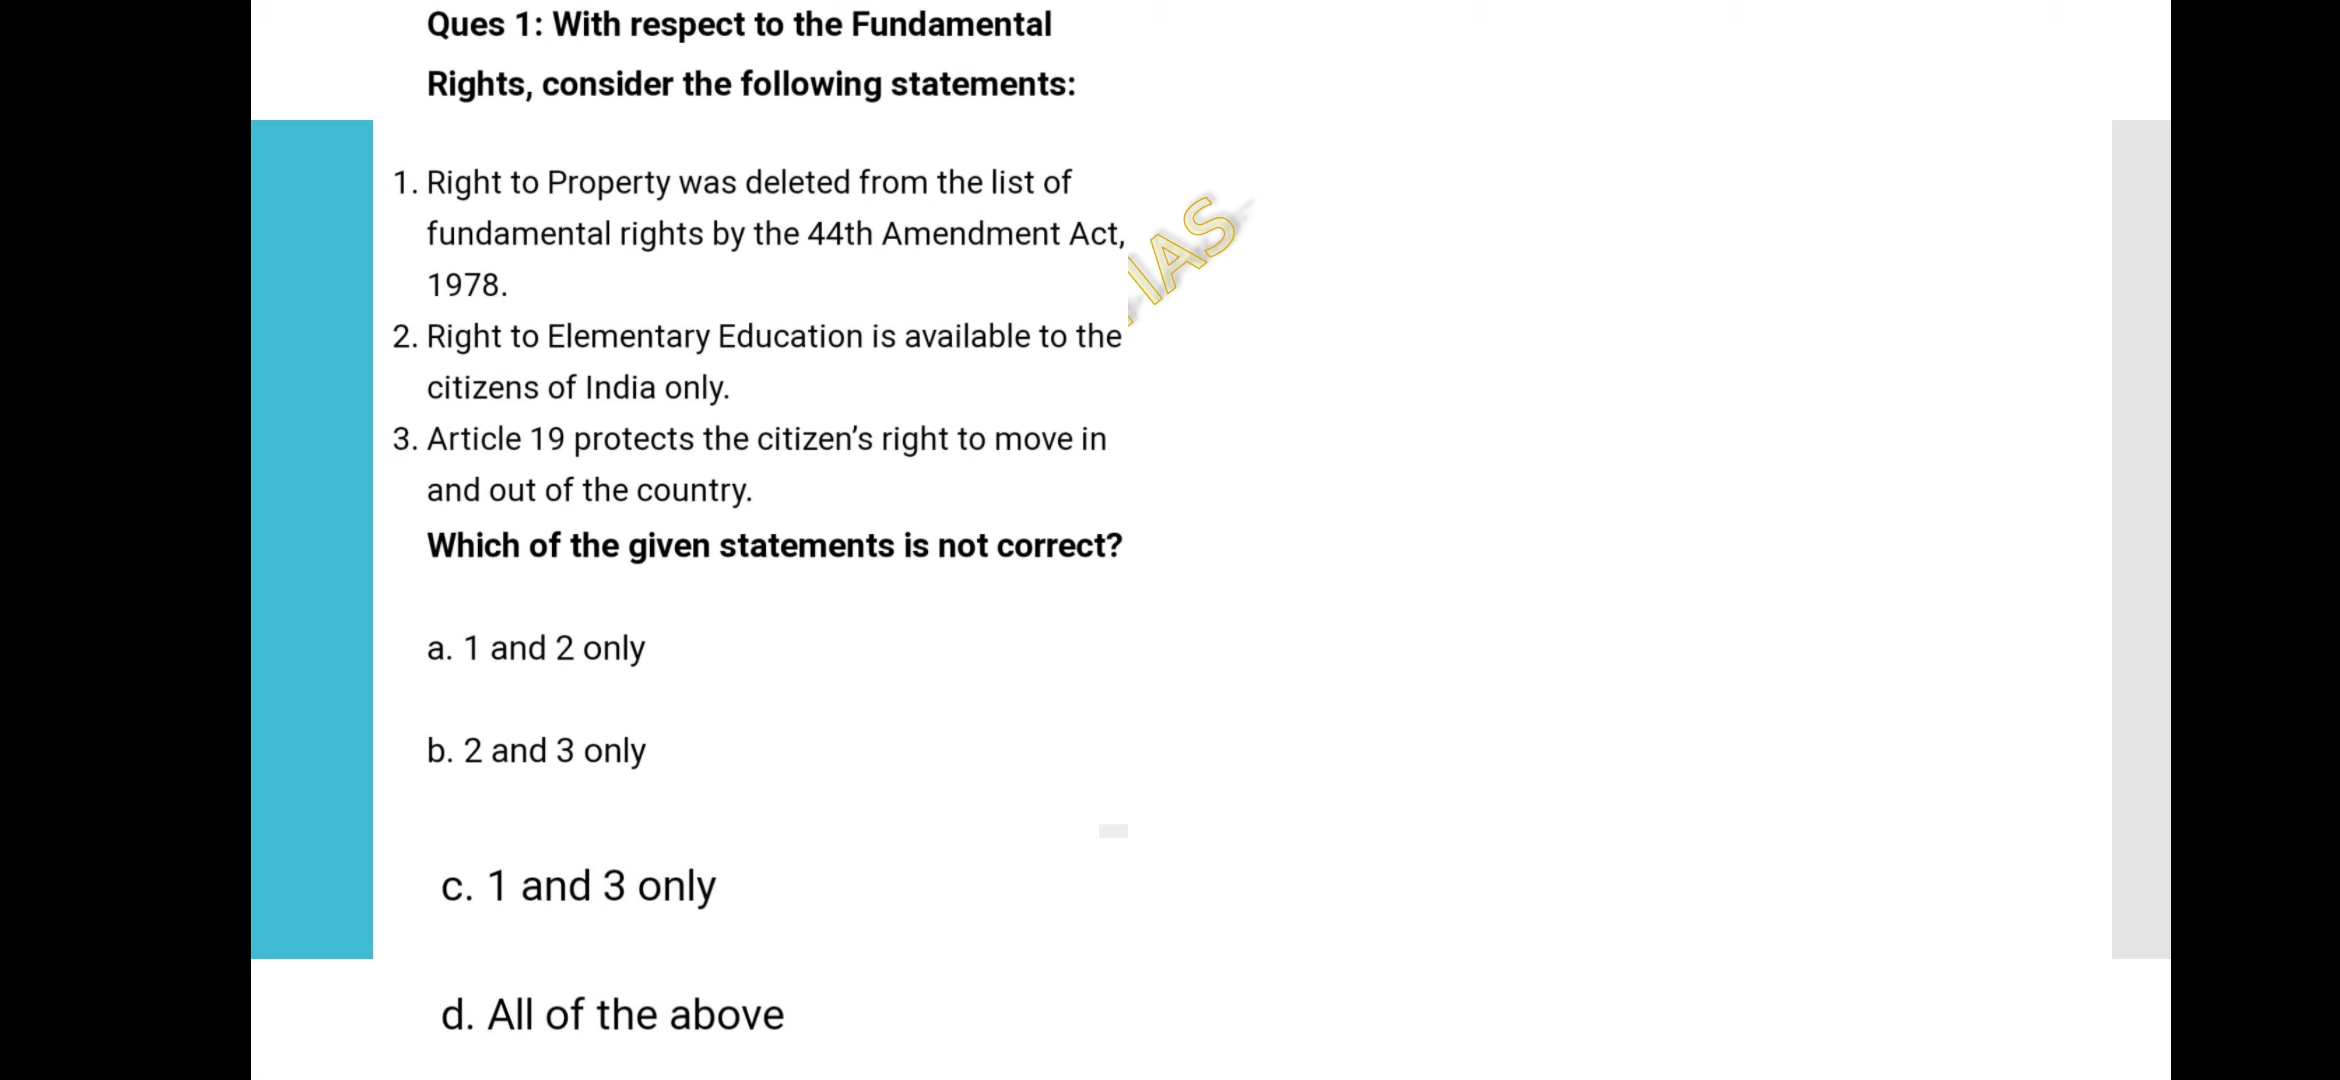 Ques 1: With respect to the Fundamental
Rights, consider the following statements:
1. Right to Property was deleted from the list of
fundamental rights by the 44th Amendment Act,
1978.
2. Right to Elementary Education is available to the
citizens of India only.
3. Article 19 protects the citizen’s right to move in
and out of the country.
Which of the given statements is not correct?
a. 1 and 2 only
b. 2 and 3 only
c. 1 and 3 only
d. All of the above
IAS